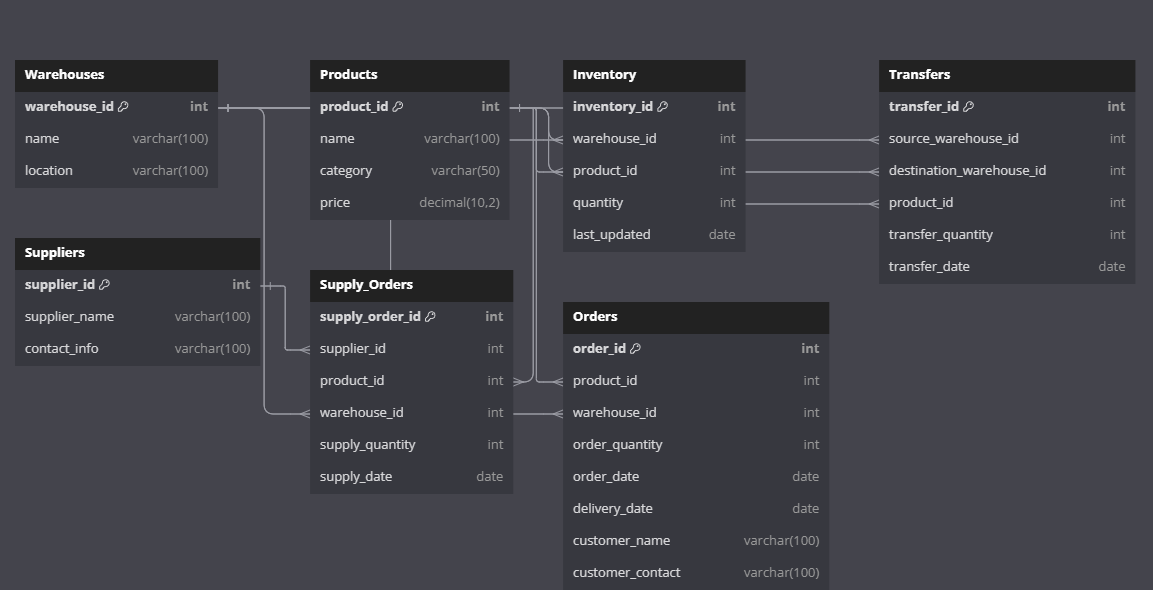 Warehouses
warehouse_id int
name varchar(100)
location varchar(100)
Suppliers
supplier_id int
supplier_name varchar(100)
contact_info varchar(100)
Products
product_id int
name varchar(100)
category varchar(50)
price decimal(10,2)
Supply_Orders
supply_order_id int
supplier_id int
product_id int
warehouse_id int
supply_quantity int
supply_date date
Inventory
inventory_id int
warehouse_id int
product_id int
quantity int
last_updated date
Orders
order_id int
product_id int
warehouse_id int
order_quantity int
order_date date
delivery_date date
customer_name varchar(100)
customer_contact varchar(100)
Transfers
transfer_id int
source_warehouse_id int
destination_warehouse_id int
product_id int
transfer_quantity int
transfer_date date